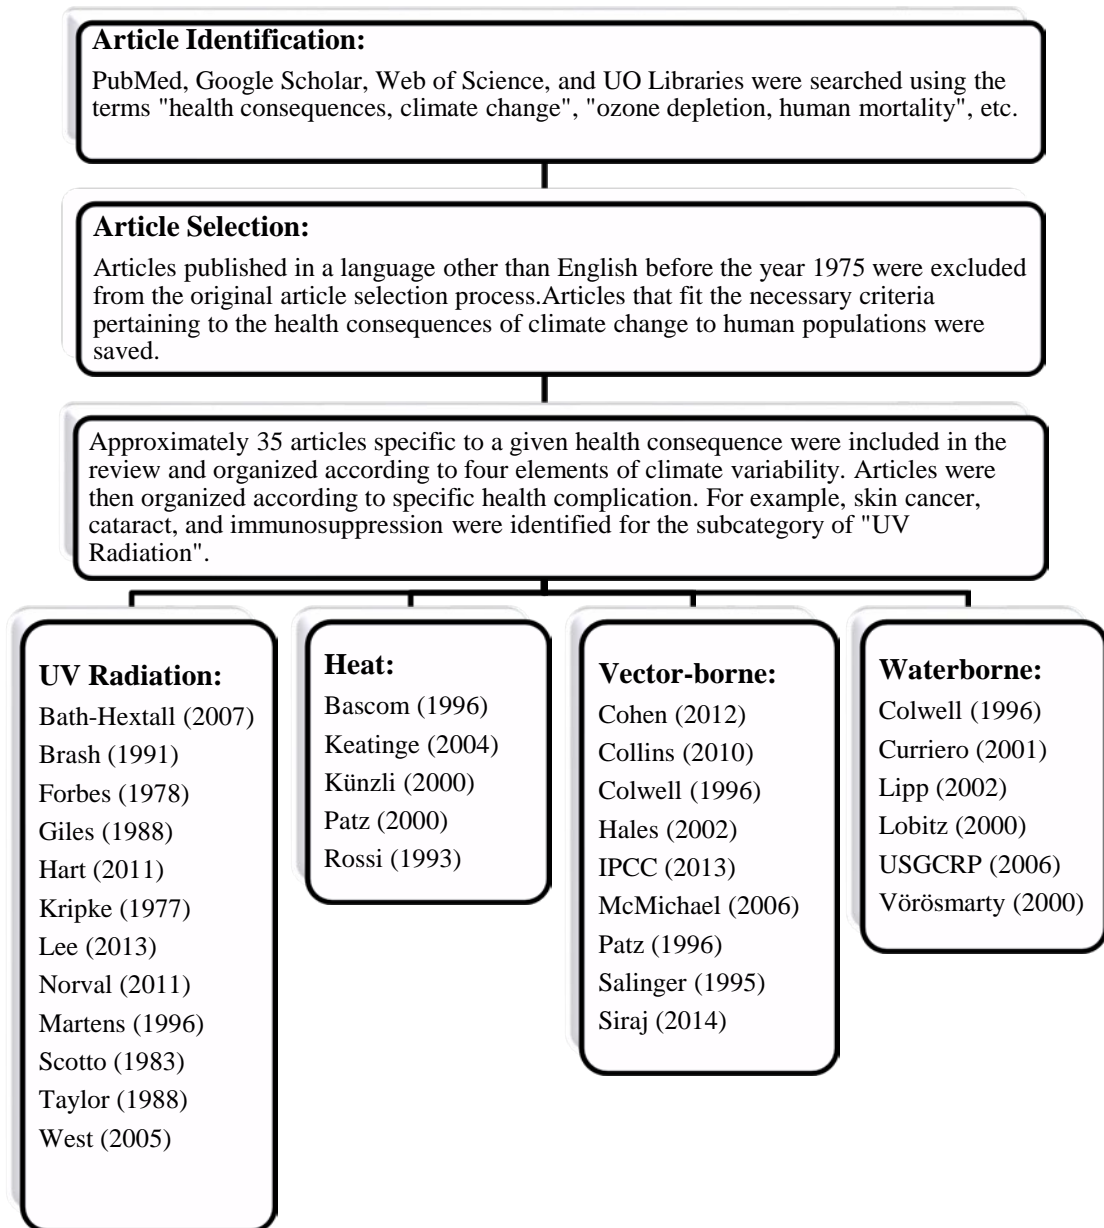 Article Identification:
PubMed, Google Scholar, Web of Science, and UO Libraries were searched using the
terms "health consequences, climate change", "ozone depletion, human mortality", etc.
Article Selection:
Articles published in a language other than English before the year 1975 were excluded
from the original article selection process.Articles that fit the necessary criteria
pertaining to the health consequences of climate change to human populations were
saved.
Approximately 35 articles specific to a given health consequence were included in the
review and organized according to four elements of climate variability. Articles were
then organized according to specific health complication. For example, skin cancer,
cataract, and immunosuppression were identified for the subcategory of "UV
Radiation".
UV Radiation:
Bath-Hextall (2007)
Brash (1991)
Forbes (1978)
Giles (1988)
Hart (2011)
Kripke (1977)
Lee (2013)
Norval (2011)
Martens (1996)
Scotto (1983)
Taylor (1988)
West (2005)
Heat:
Bascom (1996)
Keatinge (2004)
Künzli (2000)
Patz (2000)
Rossi (1993)
Vector-borne:
Cohen (2012)
Collins (2010)
Colwell (1996)
Hales (2002)
IPCC (2013)
McMichael (2006)
Patz (1996)
Salinger (1995)
Siraj (2014)
Waterborne:
Colwell (1996)
Curriero (2001)
Lipp (2002)
Lobitz (2000)
USGCRP (2006)
Vörösmarty (2000)